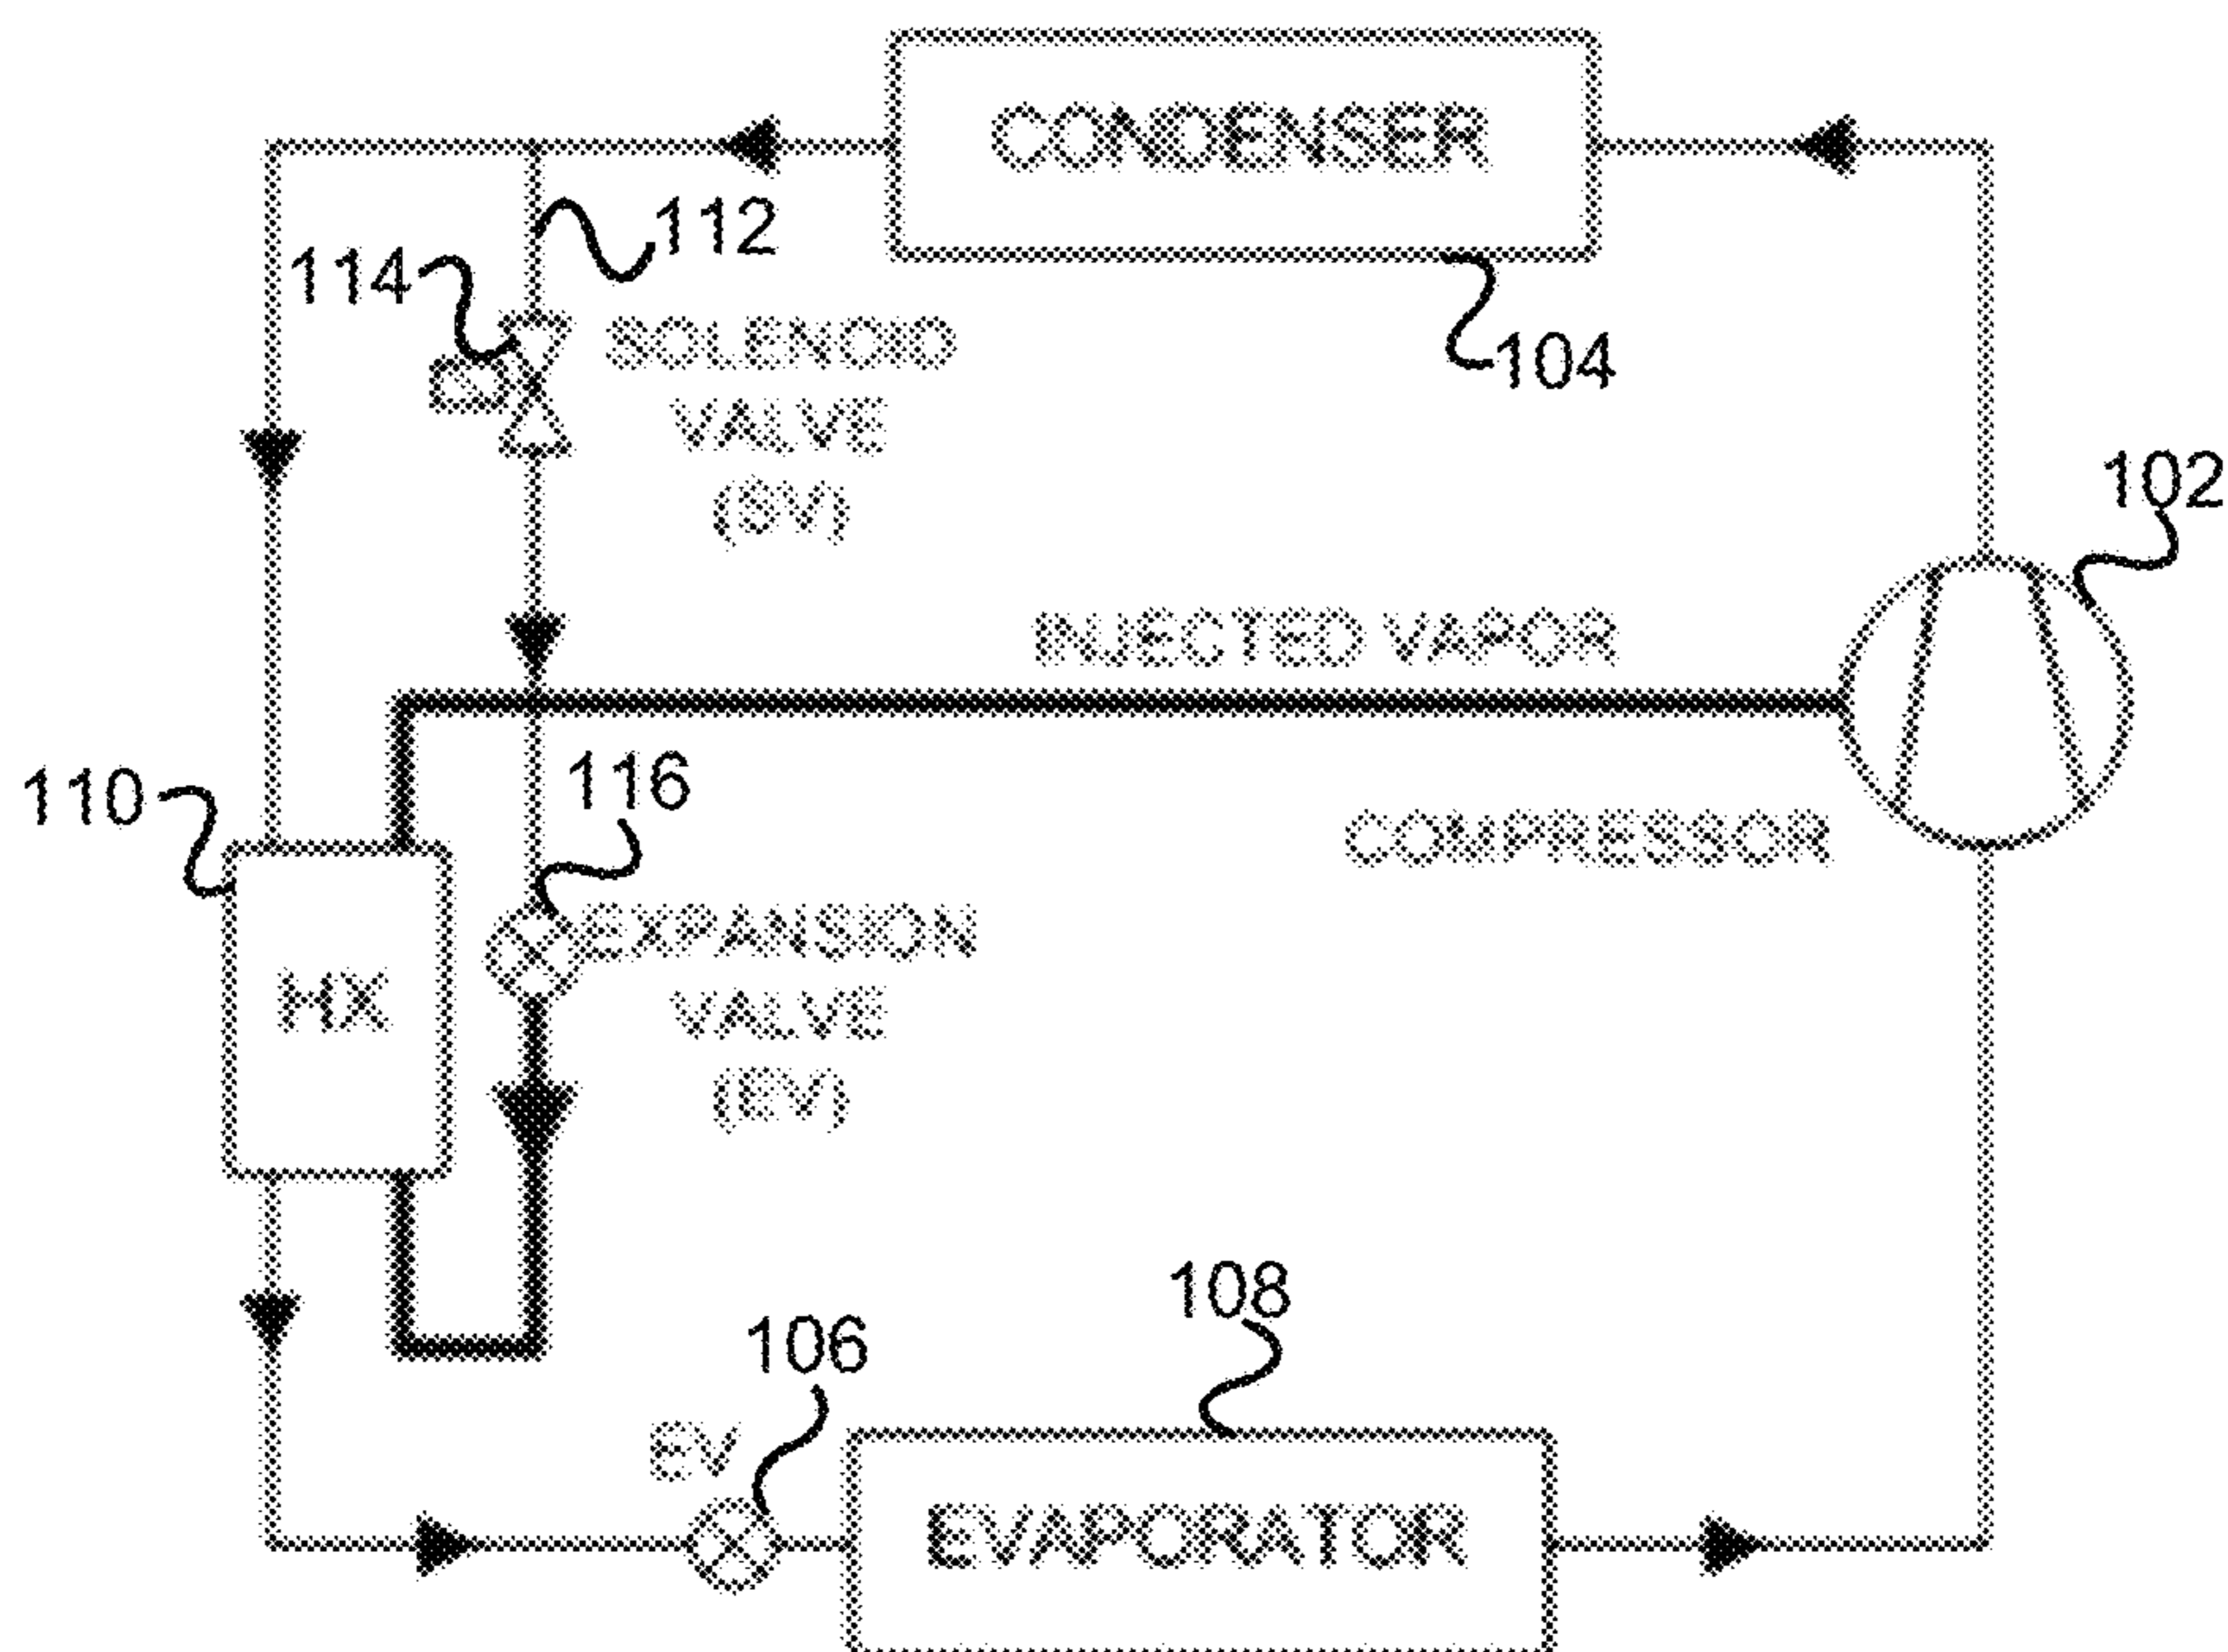 CONDENSER
112
114
SOLENOID
VALVE
(SV)
104
102
INJECTED VAPOR
110
116
COMPRESSOR
EXPANSION
VALVE
(EV)
HX
108
106
EV
EVAPORATOR